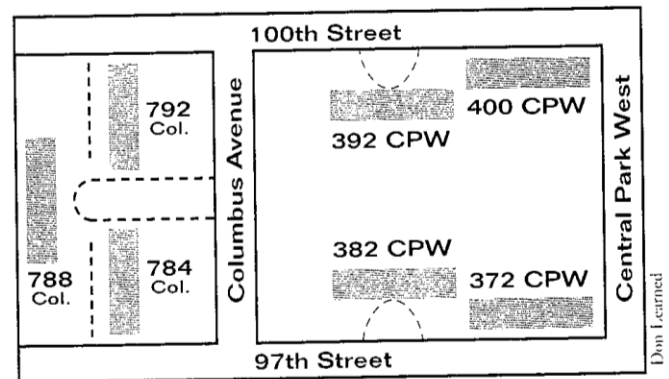 100th Street
792
Col.
400 CPW
392 CPW
Columbus Avenue
Central Park West
788
Col.
784
Col.
382 CPW
372 CPW
97th Street
Don Learned